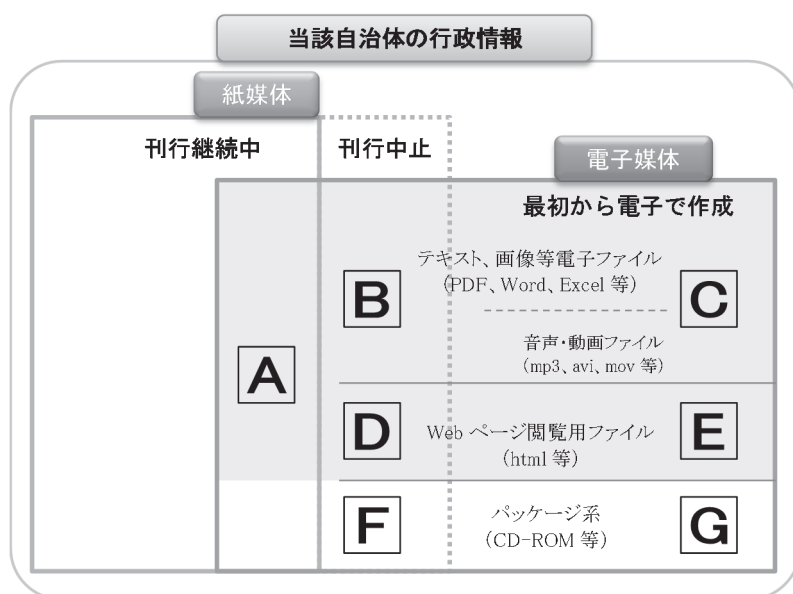 当該自治体の行政情報
紙媒体
刊行継続中
刊行中止
電子媒体
最初から電子で作成
テキスト、画像等電子ファイル
(PDF、Word、Excel 等)
B
C
音声・動画ファイル
(mp3、avi、mov 等)
A
D
Web ページ閲覧用ファイル
(html 等)
E
F
パッケージ系
(CD-ROM 等)
G